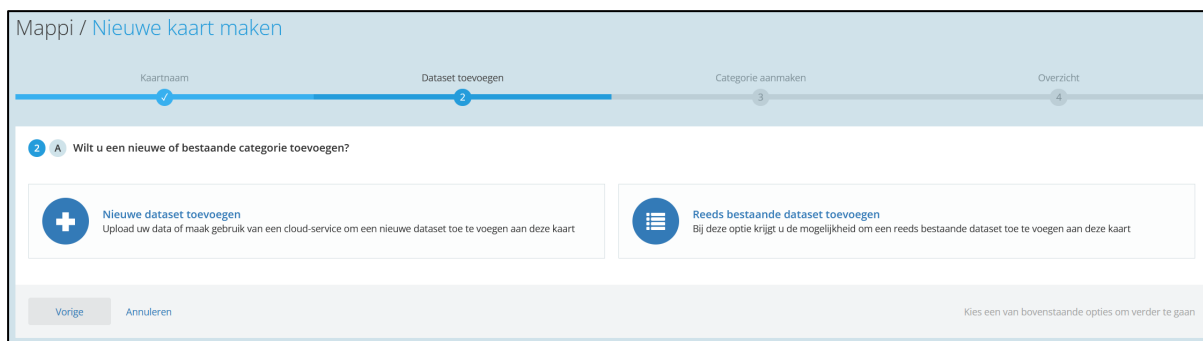 Mappi / Nieuwe kaart maken
Kaartnaam
Dataset toevoegen
Categorie aanmaken
Overzicht
2
3
4
2 A Wilt u een nieuwe of bestaande categorie toevoegen?
Nieuwe dataset toevoegen
Upload uw data of maak gebruik van een cloud-service om een nieuwe dataset toe te voegen aan deze kaart
Reeds bestaande dataset toevoegen
Bij deze optie krijgt u de mogelijkheid om een reeds bestaande dataset toe te voegen aan deze kaart
Vorige
Annuleren
Kies een van bovenstaande opties om verder te gaan